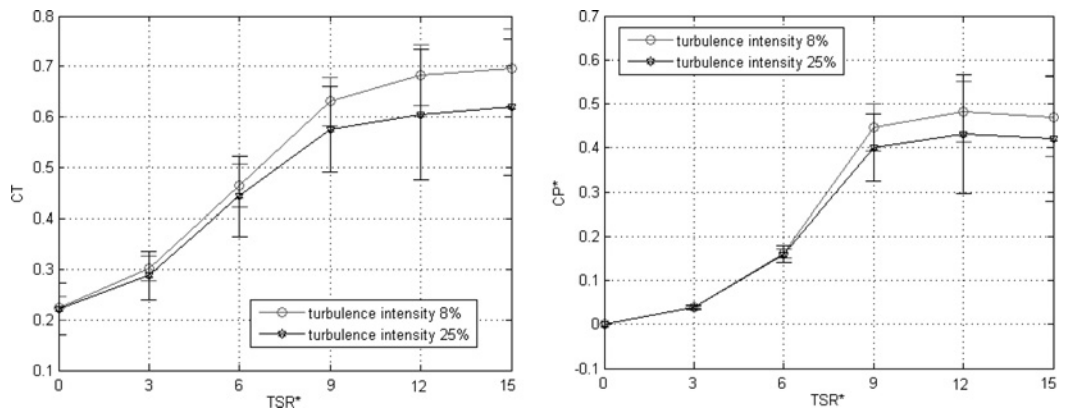 0.8
0.7
0.6
0.5
0.4
0.3
0.2
0.1
CT
turbulence intensity 8%
turbulence intensity 25%
0 3 6 9 12 15
TSR*
0.7
0.6
0.5
0.4
0.3
0.2
0.1
0
-0.1
CP*
turbulence intensity 8%
turbulence intensity 25%
0 3 6 9 12 15
TSR*